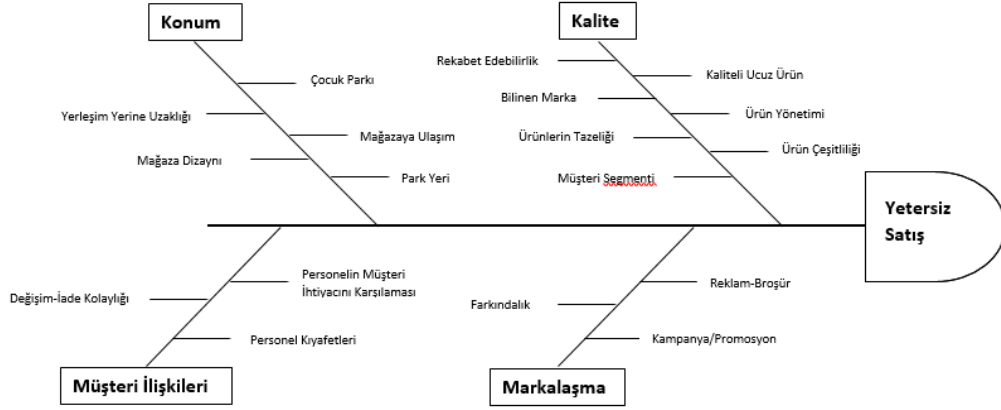 Konum
Kalite
Rekabet Edebilirlik
Çocuk Parkı
Kaliteli Ucuz Ürün
Bilinen Marka
Yerleşim Yerine Uzaklığı
Ürün Yönetimi
Mağazaya Ulaşım
Ürünlerin Tazeliği
Ürün Çeşitliliği
Mağaza Dizaynı
Park Yeri
Müşteri Segmenti
Yetersiz
Satış
Personelin Müşteri
İhtiyacını Karşılaması
Reklam-Broşür
Değişim-İade Kolaylığı
Farkındalık
Personel Kıyafetleri
Kampanya/Promosyon
Müşteri İlişkileri
Markalaşma